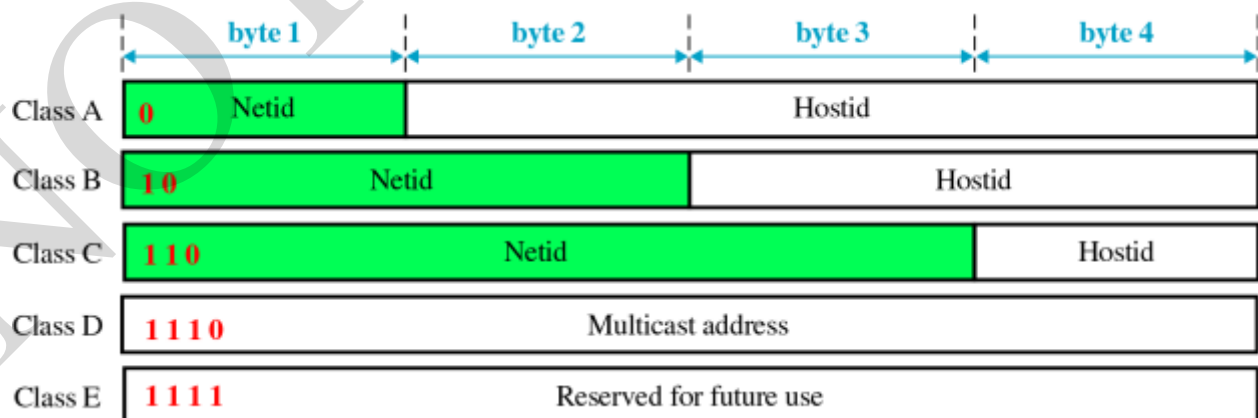 byte 1 byte 2 byte 3 byte 4
Class A 0 Netid Hostid
Class B 1 0 Netid Hostid
Class C 1 1 0 Netid Hostid
Class D 1 1 1 0 Multicast address
Class E 1 1 1 1 Reserved for future use